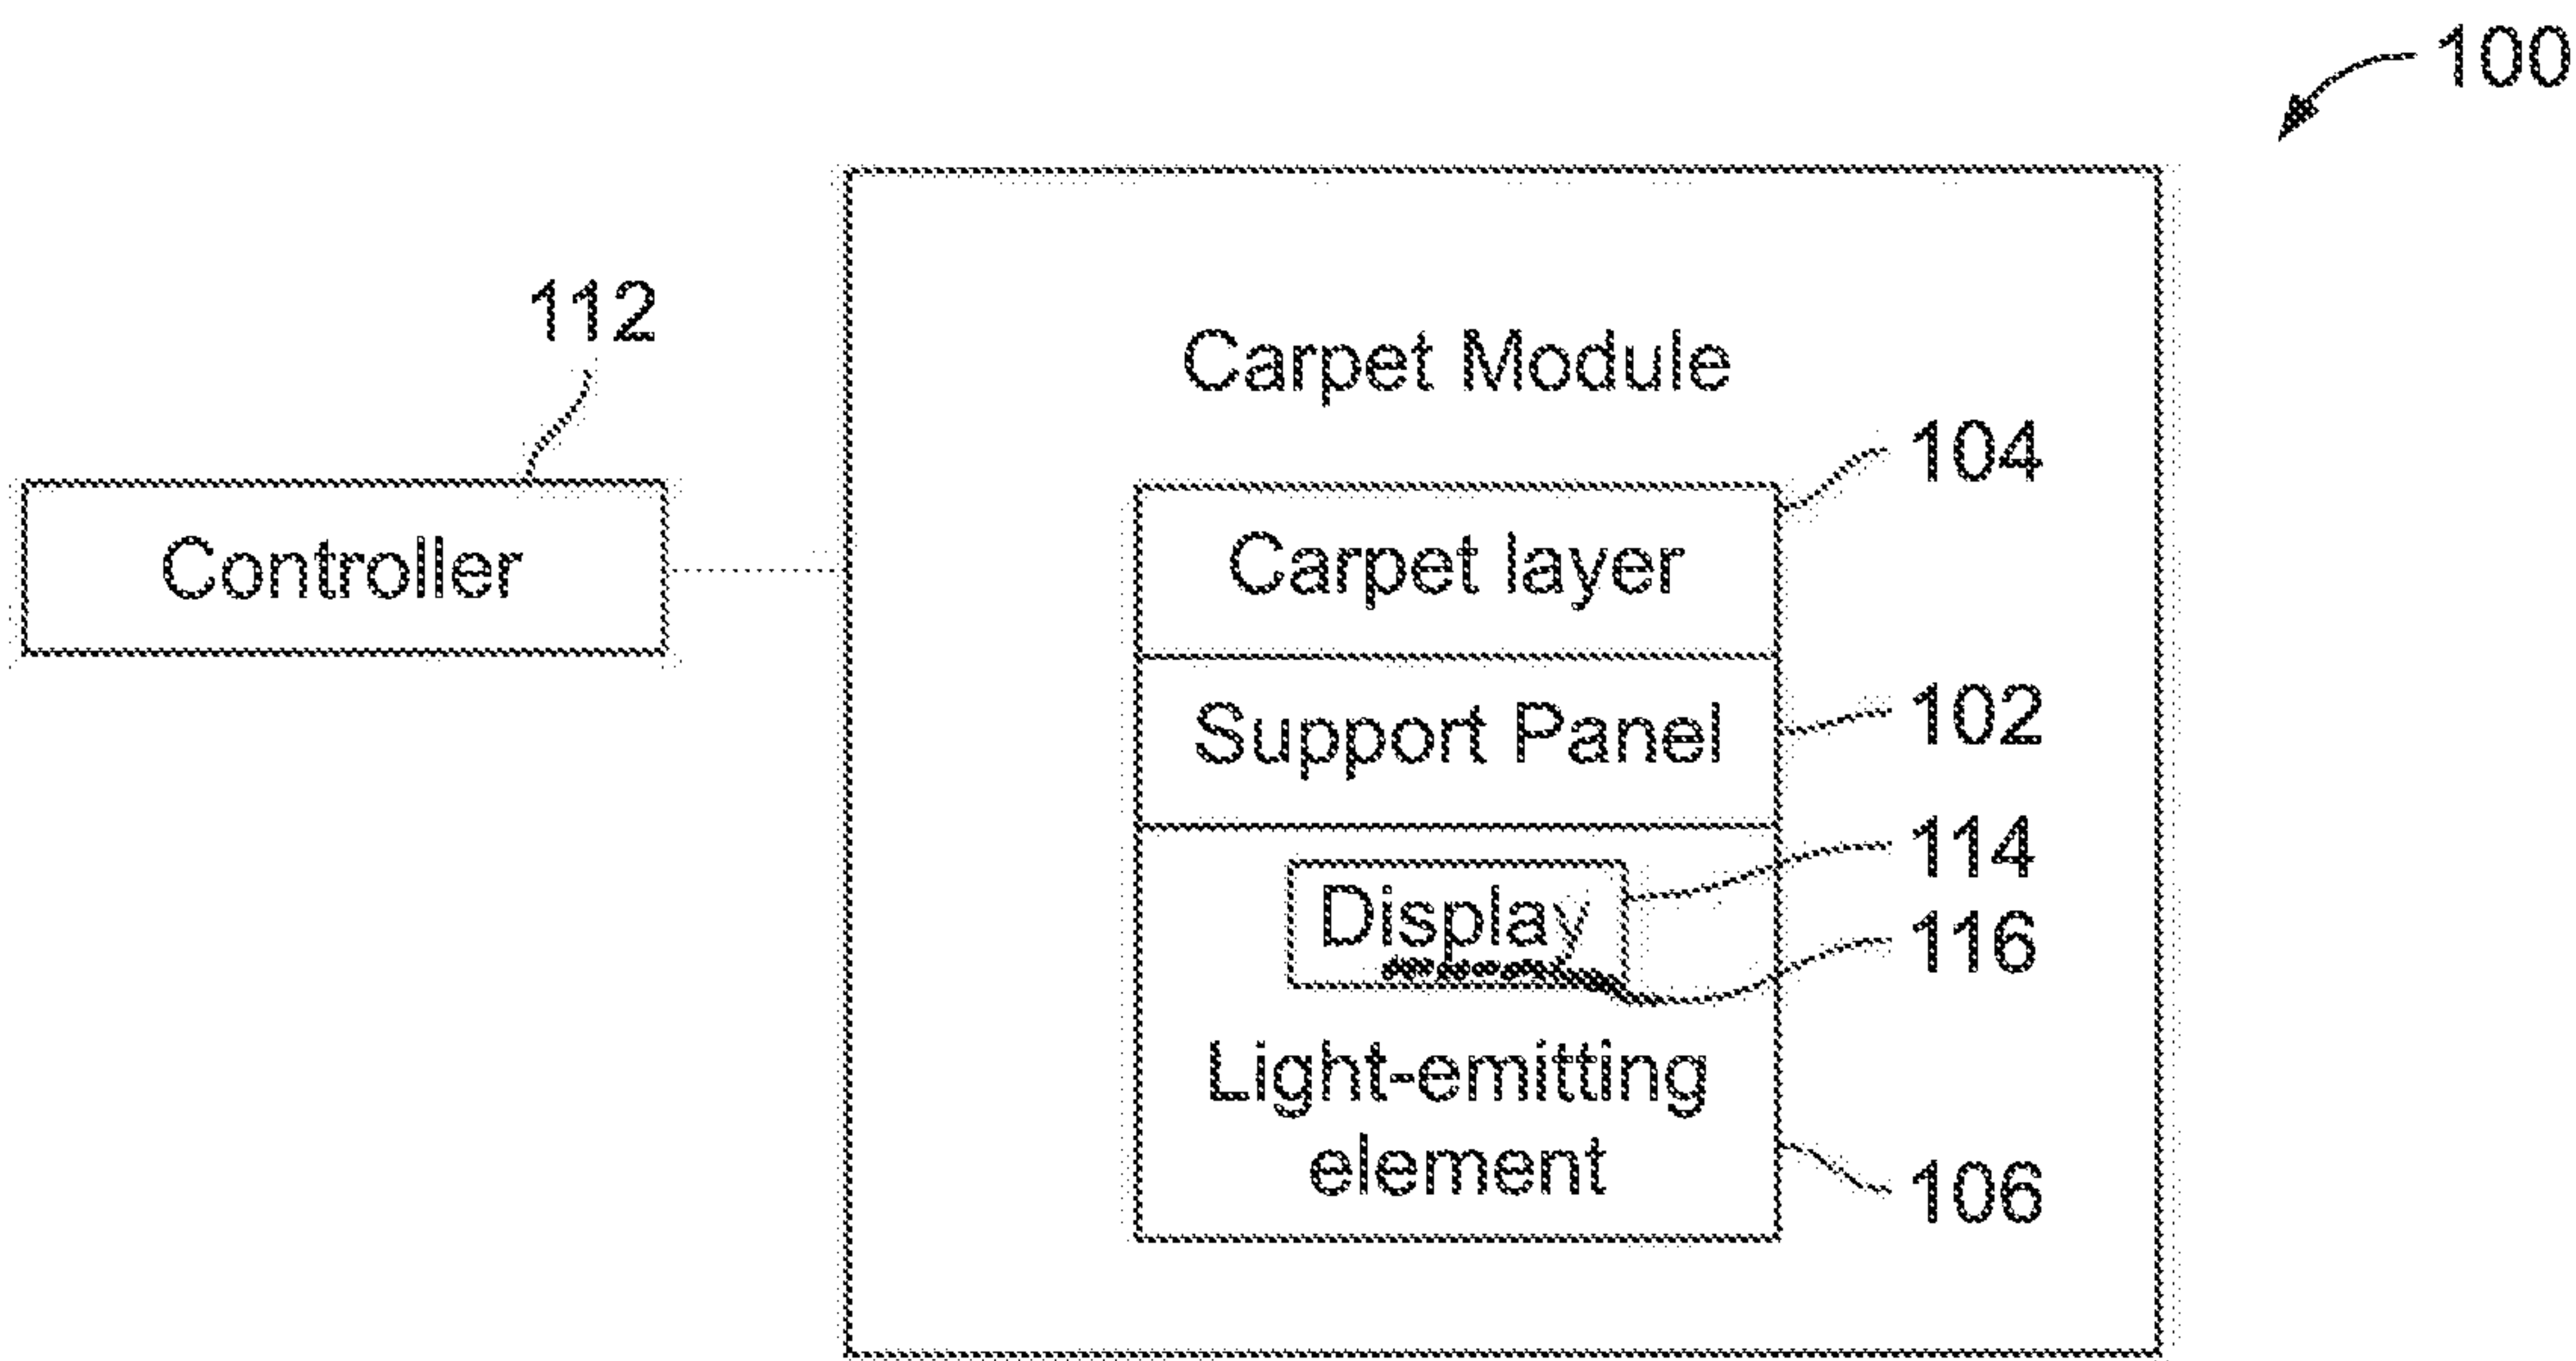 100
112
Carpet Module
104
Controller
Carpet layer
102
Support Panel
114
Display
116
Light-emitting
element
106